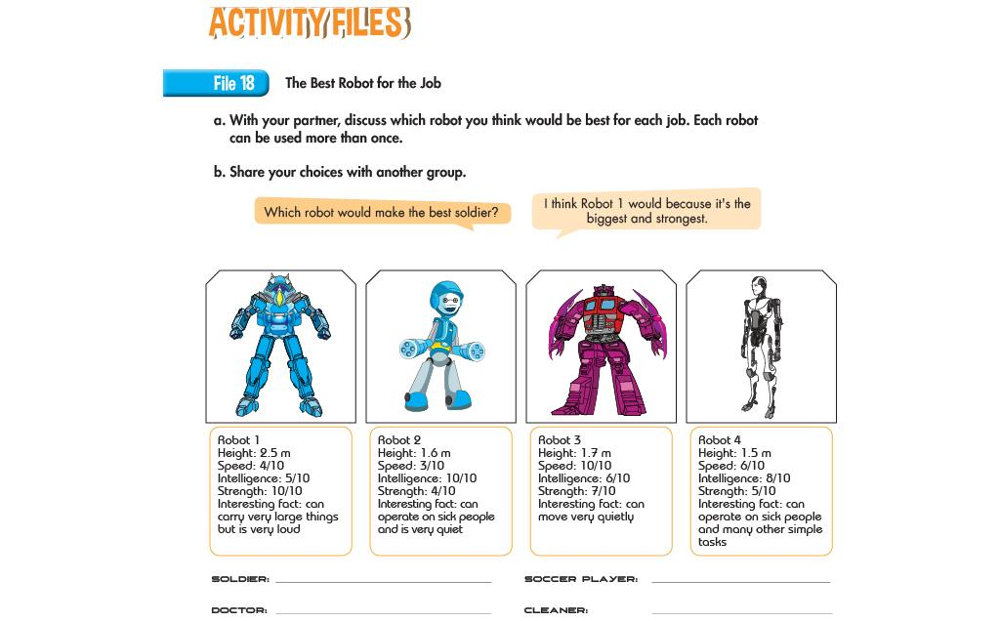 ACTIVITY FILES
File 18
The Best Robot for the Job
a. With your partner, discuss which robot you think would be best for each job. Each robot
can be used more than once.
b. Share your choices with another group.
Which robot would make the best soldier?
I think Robot 1 would because it's the
biggest and strongest.
Robot 1
Height: 2.5 m
Speed: 4/10
Intelligence: 5/10
Strength: 10/10
Interesting fact: can
carry very large things
but is very loud
Robot 2
Height: 1.6 m
Speed: 3/10
Intelligence: 10/10
Strength: 4/10
Interesting fact: can
operate on sick people
and is very quiet
Robot 3
Height: 1.7 m
Speed: 10/10
Intelligence: 6/10
Strength: 7/10
Interesting fact: can
move very quietly
Robot 4
Height: 1.5 m
Speed: 6/10
Intelligence: 8/10
Strength: 5/10
Interesting fact: can
operate on sick people
and many other simple
tasks
SOLDIER:
SOCCER PLAYER:
DOCTOR:
CLEANER: